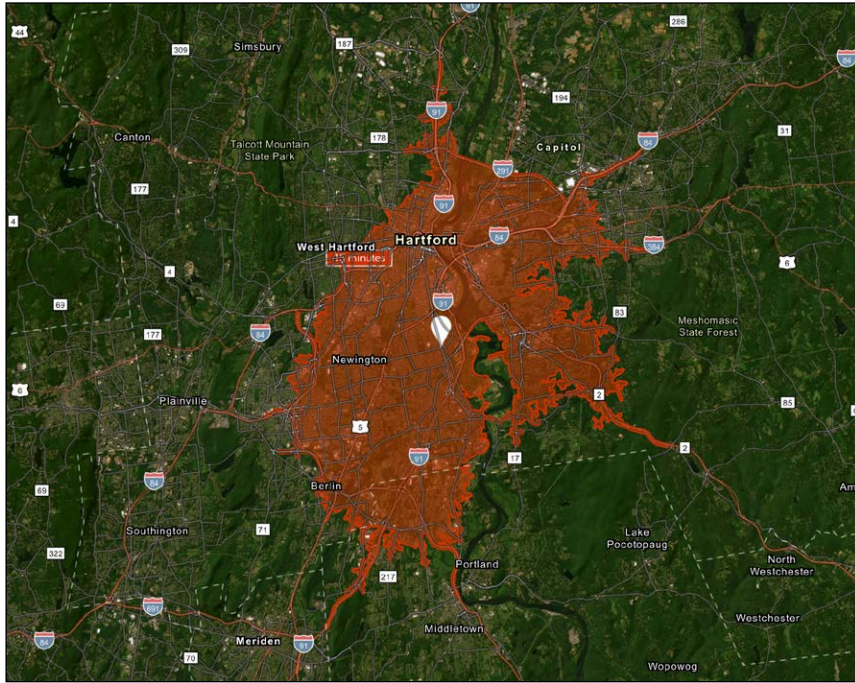 91
44
Simsbury
309
187
286
84
91
194
Canton
178
31
Talcott Mountain
State Park
Capitol
84
291
177
91
4
West Hartford
Hartford
84
384
15 minutes
6
4
91
69
83
Meshomasic
State Forest
177
84
Newington
6
Plainville
2
85
5
2
91
17
84
69
Berlin
Am
Southington
71
322
Lake
Pocotopaug
Portland
North
Westchester
217
691
Westchester
Middletown
84
Meriden
91
70
Wopowog